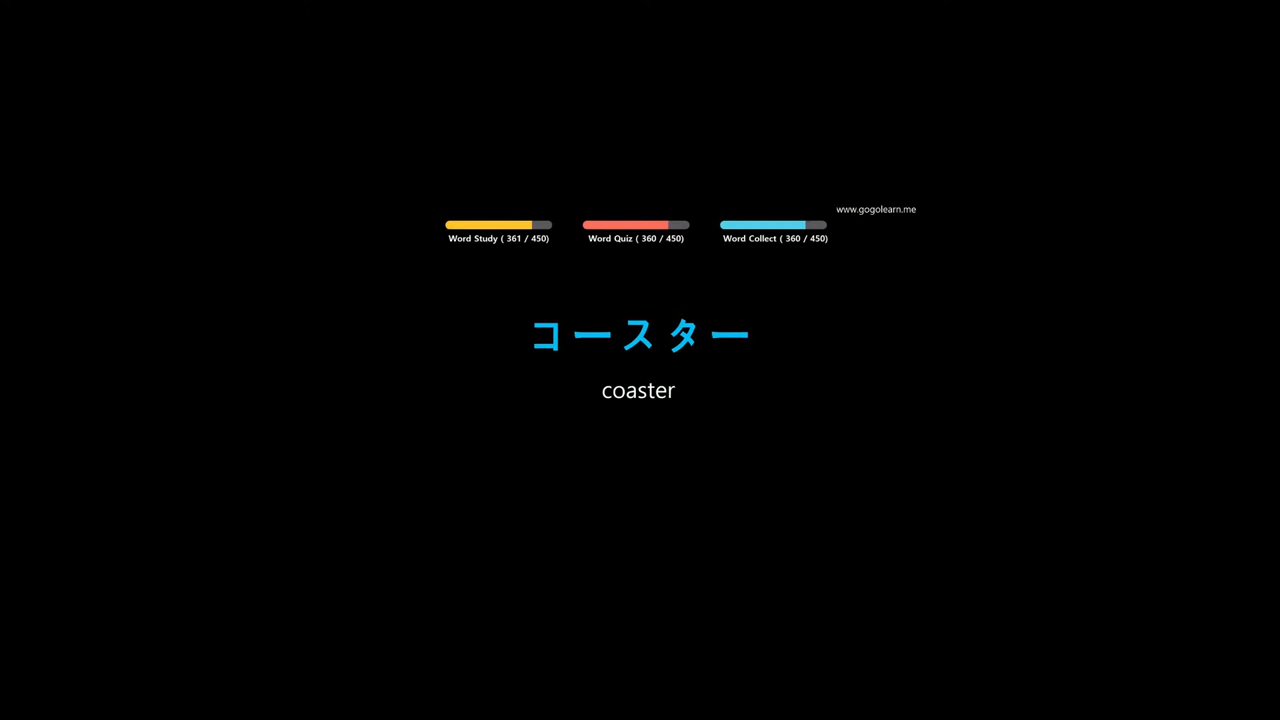 www.gogolearn.me
Word Study ( 361 / 450)
Word Quiz ( 360 / 450)
Word Collect ( 360 / 450)
コースター
coaster